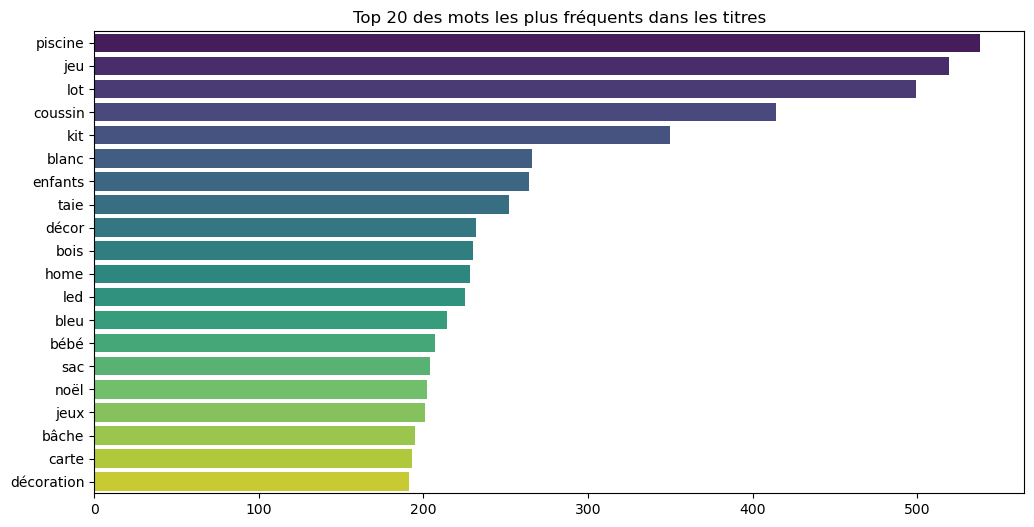 Top 20 des mots les plus fréquents dans les titres
piscine
jeu
lot
coussin
kit
blanc
enfants
taie
décor
bois
home
led
bleu
bébé
sac
noël
jeux
bâche
carte
décoration
0 100 200 300 400 500